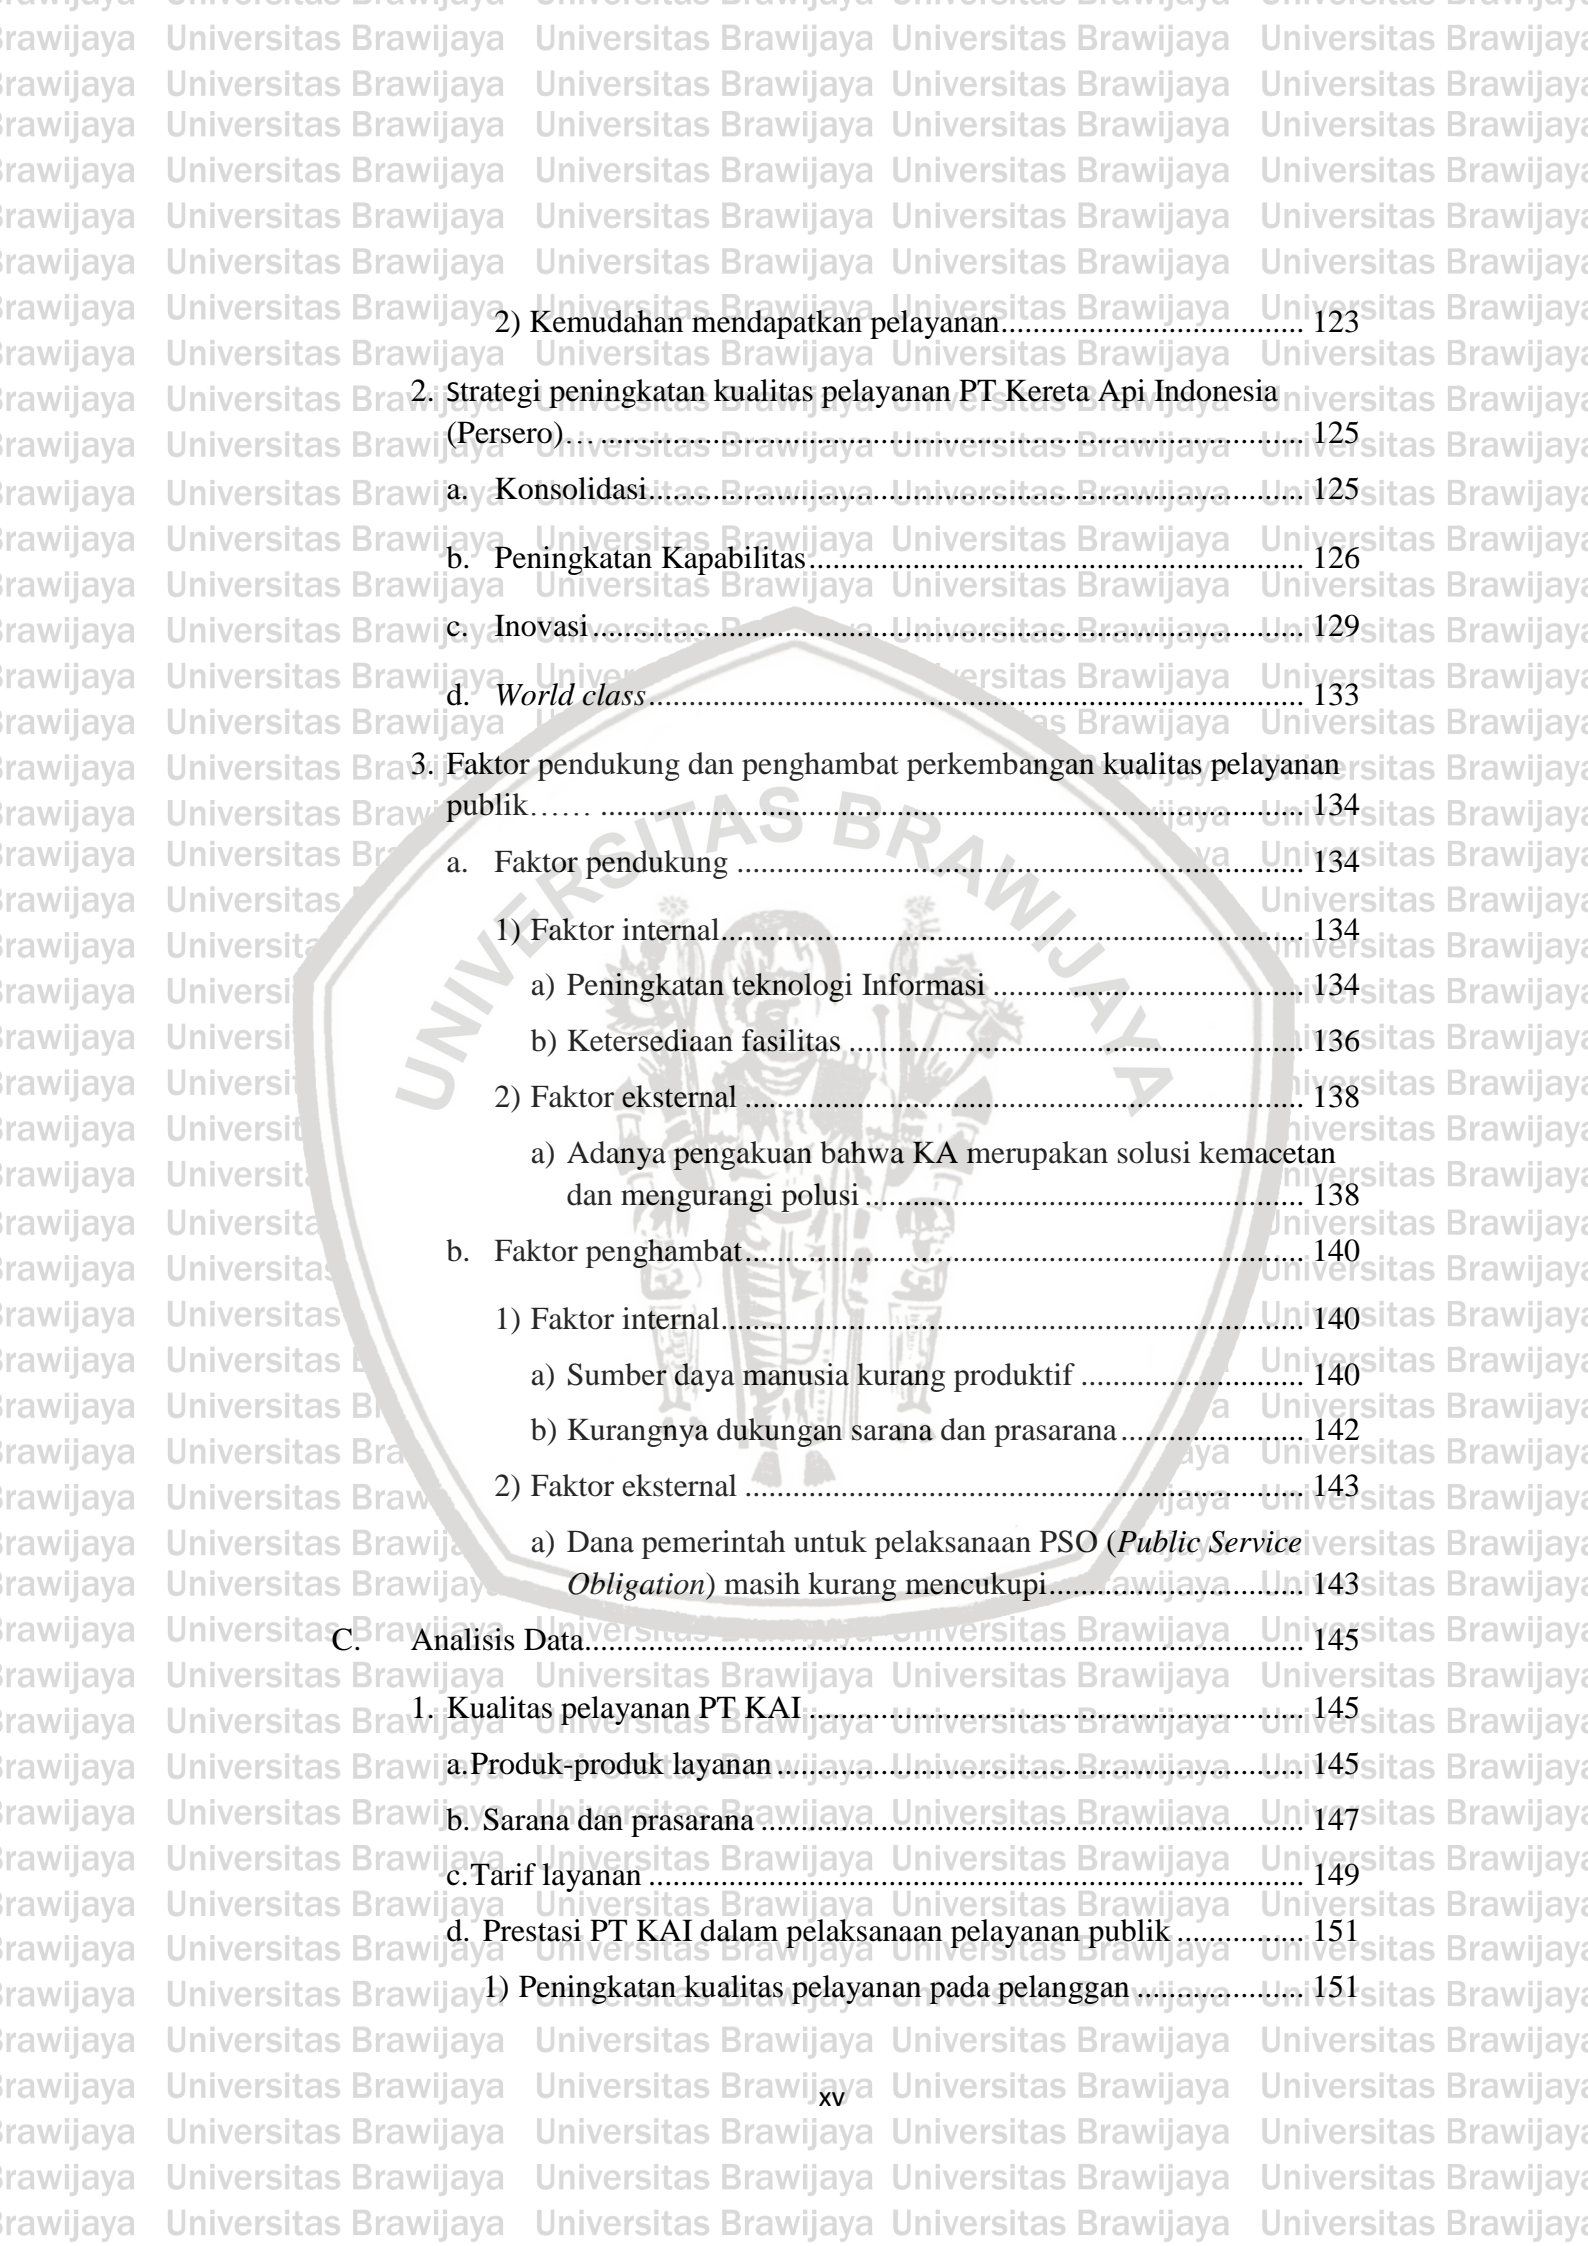 2) Kemudahan mendapatkan pelayanan...................................... 123
2. Strategi peningkatan kualitas pelayanan PT Kereta Api Indonesia
(Persero)… ......................................................................................... 125
a. Konsolidasi................................................................................... 125
b. Peningkatan Kapabilitas............................................................... 126
c. Inovasi.......................................................................................... 129
d. World class................................................................................... 133
3. Faktor pendukung dan penghambat perkembangan kualitas pelayanan
publik…… ......................................................................................... 134
a. Faktor pendukung ........................................................................ 134
1) Faktor internal.......................................................................... 134
a) Peningkatan teknologi Informasi ....................................... 134
b) Ketersediaan fasilitas .......................................................... 136
2) Faktor eksternal ....................................................................... 138
a) Adanya pengakuan bahwa KA merupakan solusi kemacetan
dan mengurangi polusi ........................................................ 138
b. Faktor penghambat....................................................................... 140
1) Faktor internal.......................................................................... 140
a) Sumber daya manusia kurang produktif ............................ 140
b) Kurangnya dukungan sarana dan prasarana....................... 142
2) Faktor eksternal ....................................................................... 143
a) Dana pemerintah untuk pelaksanaan PSO (Public Service
Obligation) masih kurang mencukupi................................ 143
C. Analisis Data........................................................................................... 145
1. Kualitas pelayanan PT KAI ............................................................... 145
a.Produk-produk layanan ................................................................... 145
b. Sarana dan prasarana ..................................................................... 147
c.Tarif layanan ................................................................................... 149
d. Prestasi PT KAI dalam pelaksanaan pelayanan publik ................ 151
1) Peningkatan kualitas pelayanan pada pelanggan ..................... 151
xv
UNIVERSITAS BRAWIJAYA